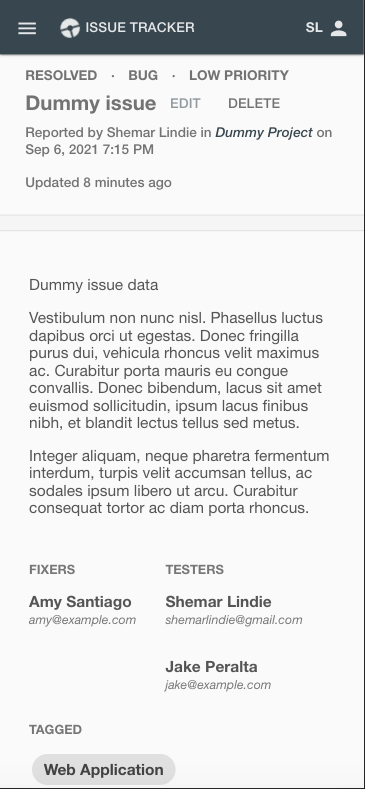 ISSUE TRACKER SL
RESOLVED · BUG · LOW PRIORITY
Dummy issue EDIT DELETE
Reported by Shemar Lindie in Dummy Project on
Sep 6, 2021 7:15 PM
Updated 8 minutes ago
Dummy issue data
Vestibulum non nunc nisl. Phasellus luctus
dapibus orci ut egestas. Donec fringilla
purus dui, vehicula rhoncus velit maximus
ac. Curabitur porta mauris eu congue
convallis. Donec bibendum, lacus sit amet
euismod sollicitudin, ipsum lacus finibus
nibh, et blandit lectus tellus sed metus.
Integer aliquam, neque pharetra fermentum
interdum, turpis velit accumsan tellus, ac
sodales ipsum libero ut arcu. Curabitur
consequat tortor ac diam porta rhoncus.
FIXERS TESTERS
Amy Santiago Shemar Lindie
amy@example.com shemarlindie@gmail.com
Jake Peralta
jake@example.com
TAGGED
Web Application